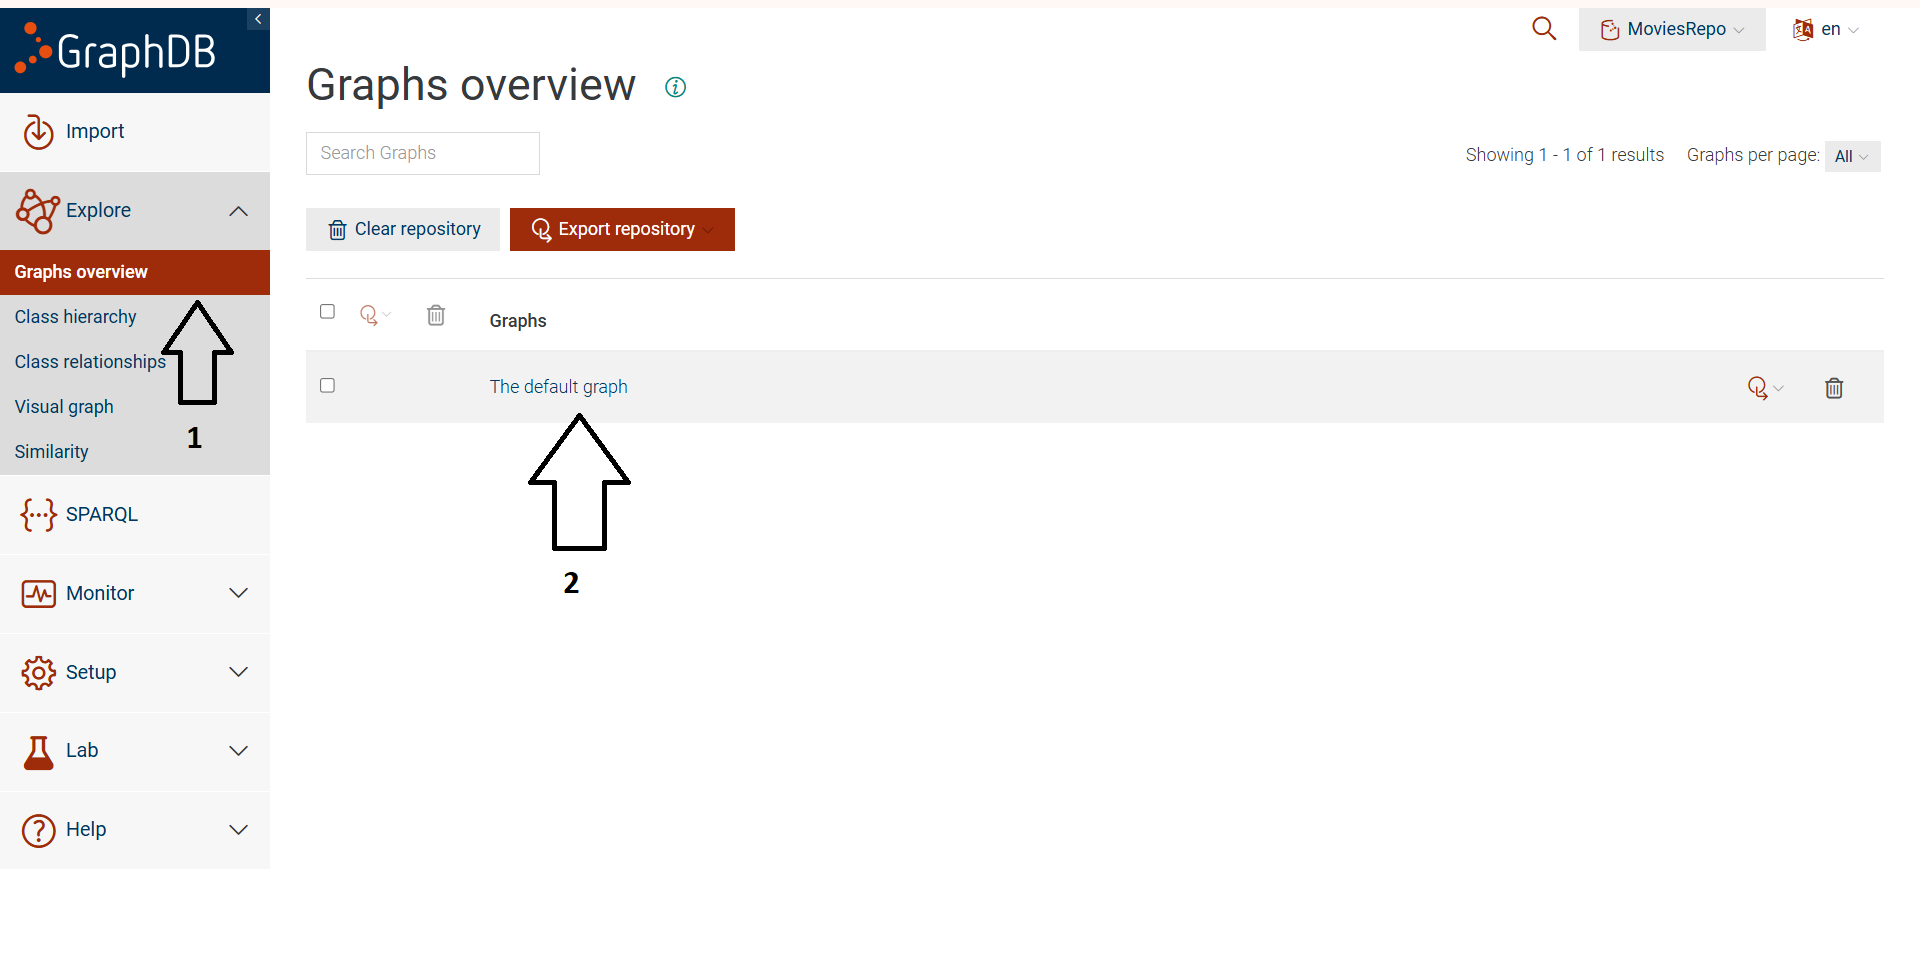 GraphDB
MoviesRepo
en
Graphs overview
Import
Search Graphs
Showing 1 - 1 of 1 results
Graphs per page:
All
Explore
Clear repository
Export repository
Graphs overview
Class hierarchy
Graphs
Class relationships
The default graph
Visual graph
1
Similarity
SPARQL
2
Monitor
Setup
Lab
Help